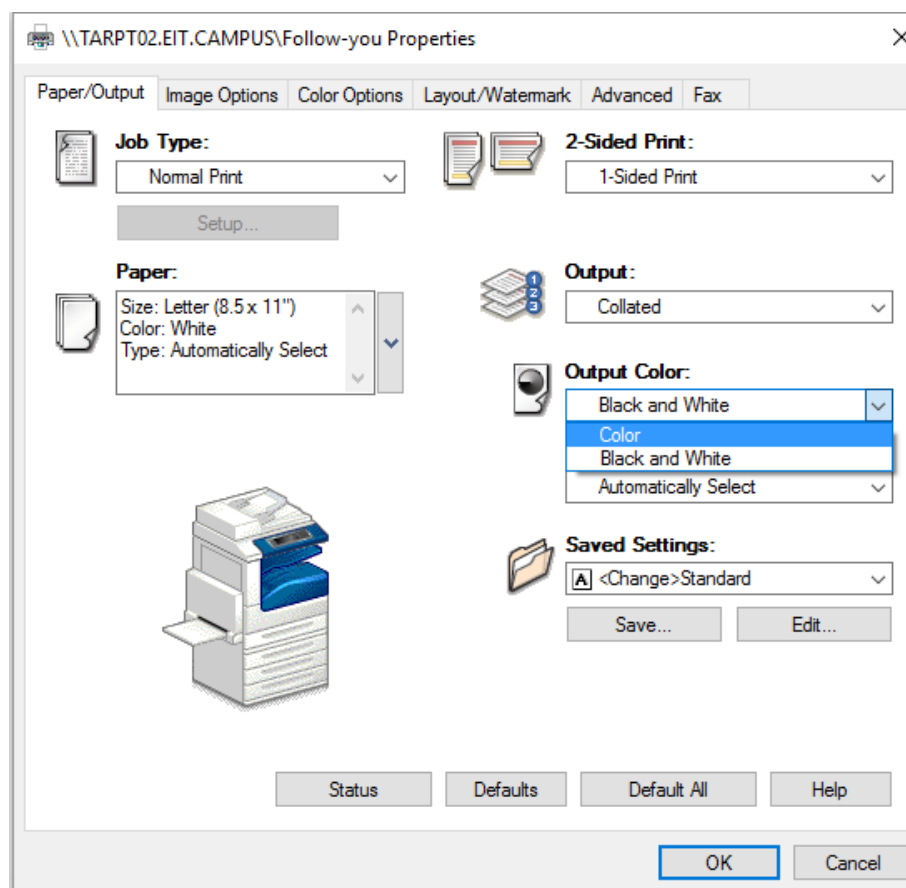 \\TARPT02.EIT.CAMPUS\Follow-you Properties
Paper/Output Image Options Color Options Layout/Watermark Advanced Fax
Job Type:
Normal Print
Setup...
2-Sided Print:
1-Sided Print
Paper:
Size: Letter (8.5 x 11")
Color: White
Type: Automatically Select
Output:
1
2
3
Collated
Output Color:
Black and White
Color
Black and White
Automatically Select
Saved Settings:
A <Change>Standard
Save... Edit...
Status Defaults Default All Help
OK Cancel